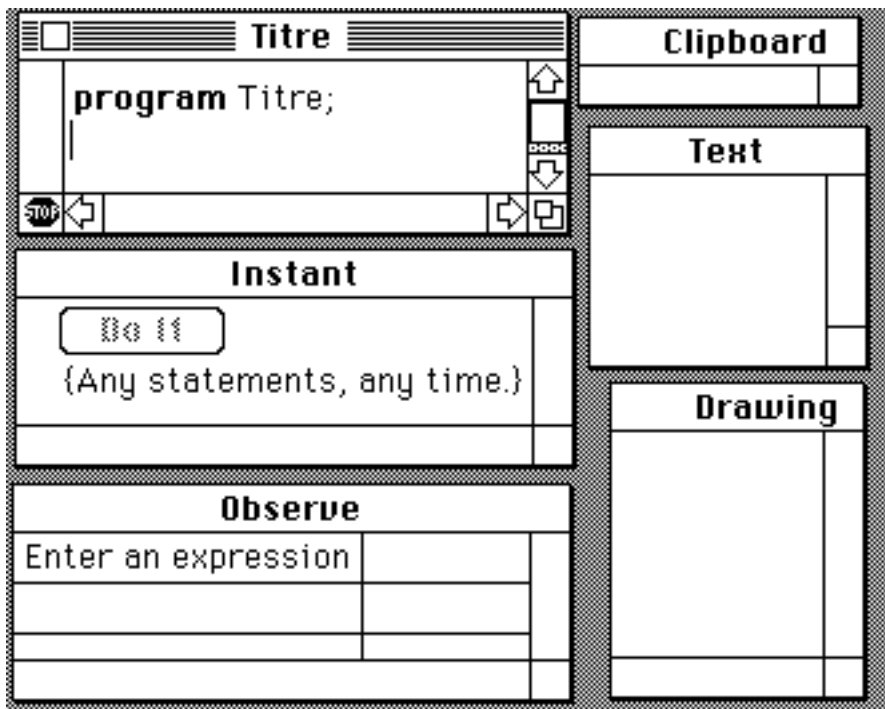 Titre
program Titre;
STOP
Instant
Do It
{Any statements, any time.}
Observe
Enter an expression
Clipboard
Text
Drawing